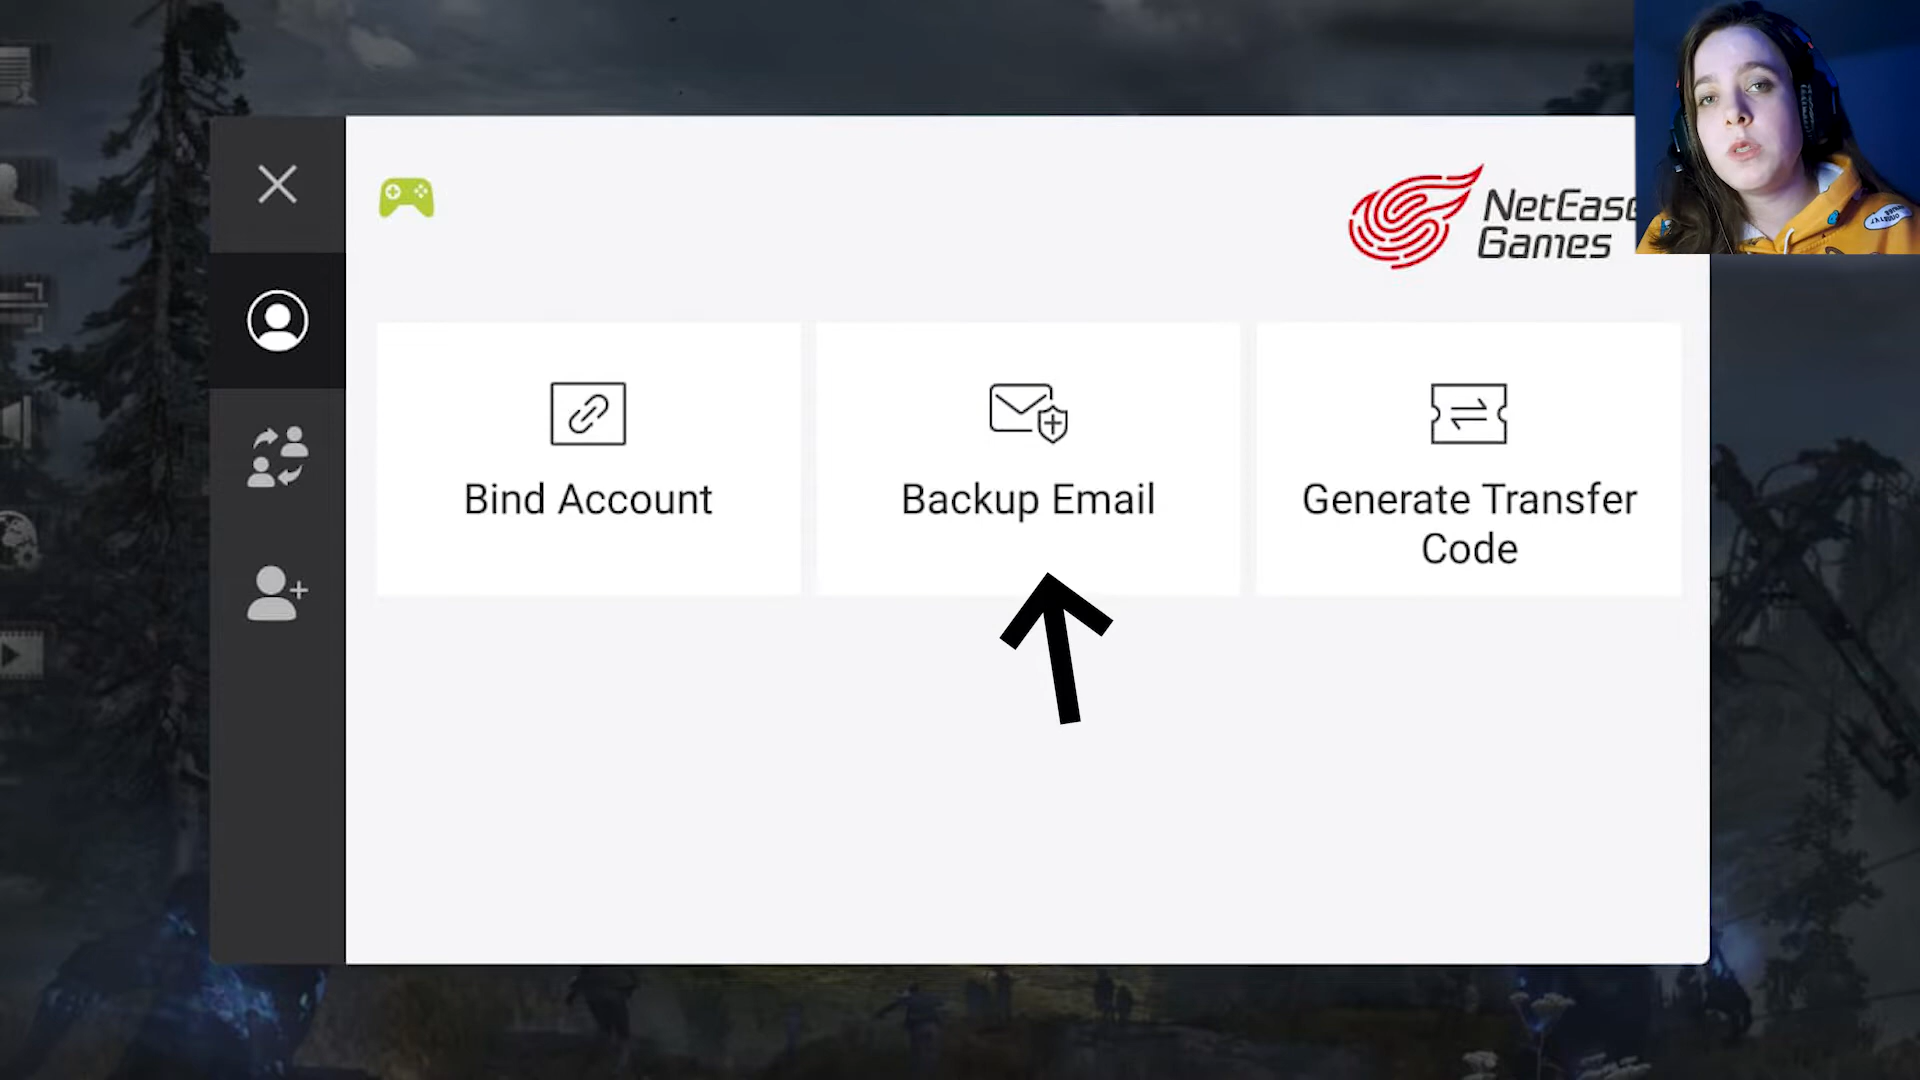 NetEase
Games
Bind Account
Backup Email
Generate Transfer
Code